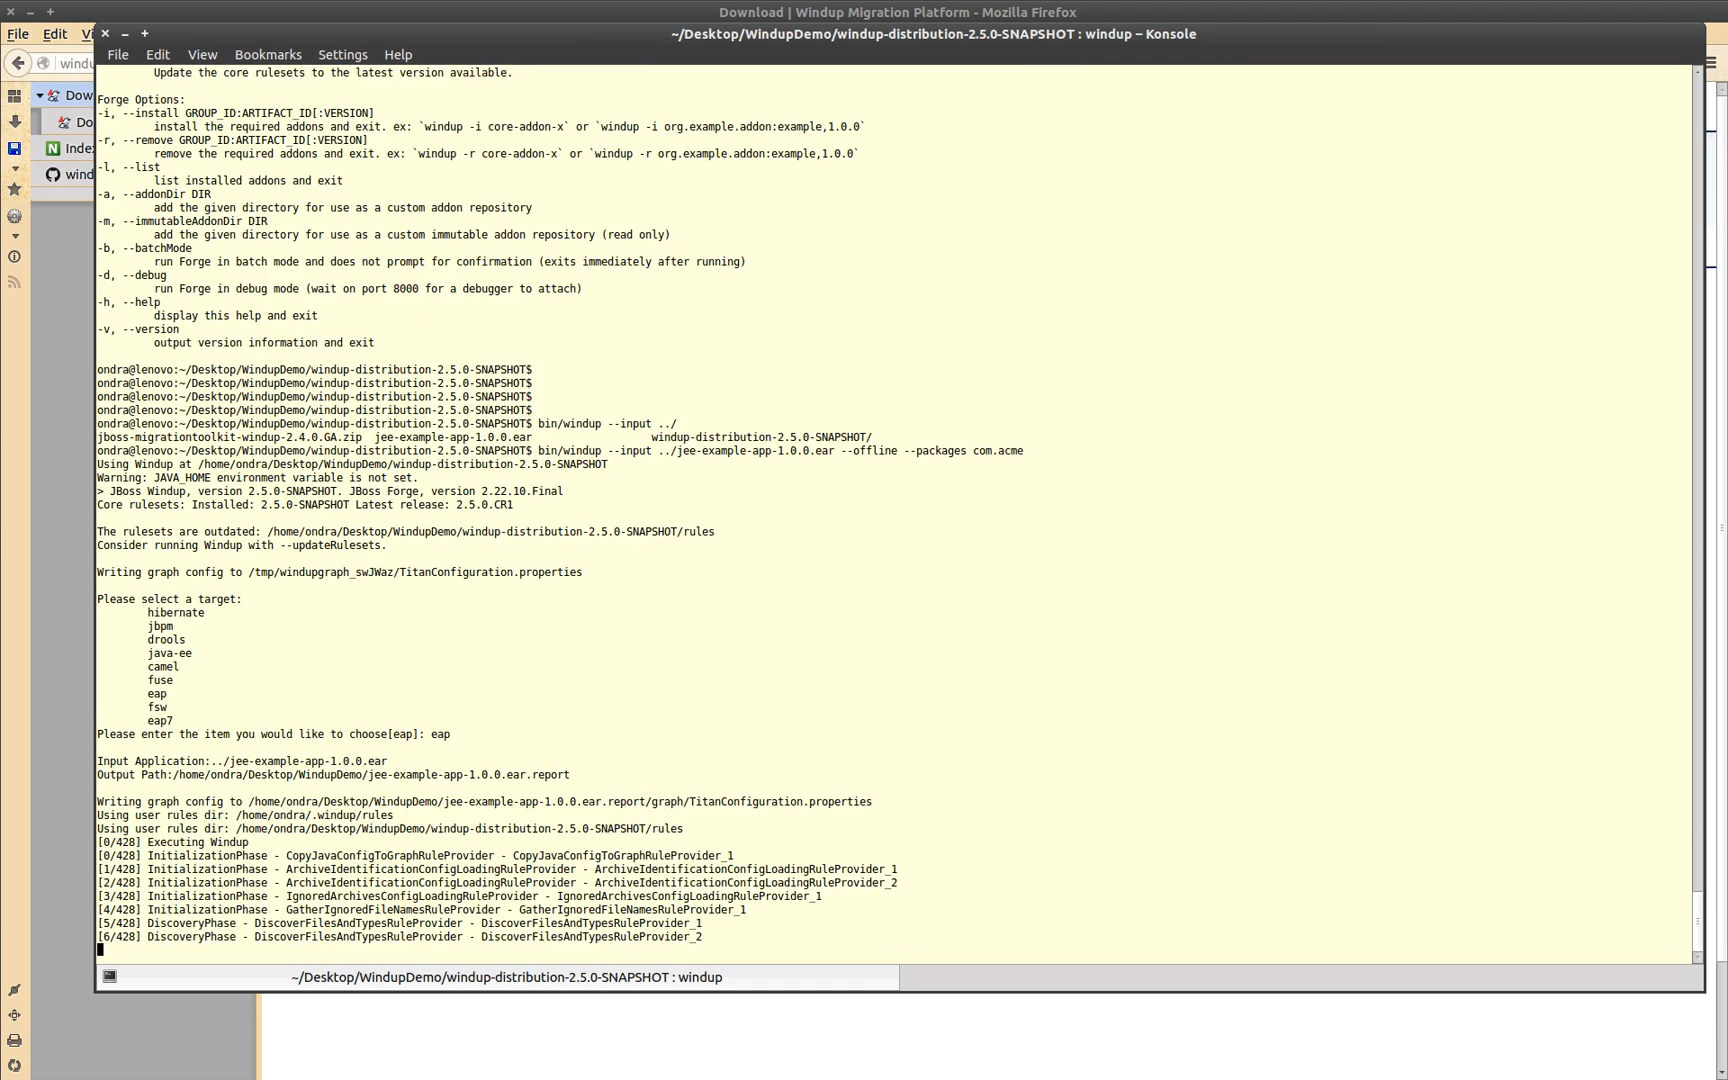 Download | Windup Migration Platform - Mozilla Firefox
File Edit Vi
~/Desktop/WindupDemo/windup-distribution-2.5.0-SNAPSHOT : windup – Konsole
File Edit View Bookmarks Settings Help
windu
Dow
Do
Index
wind
Update the core rulesets to the latest version available.
Forge Options:
-i, --install GROUP_ID:ARTIFACT_ID[:VERSION]
install the required addons and exit. ex: `windup -i core-addon-x` or `windup -i org.example.addon:example,1.0.0`
-r, --remove GROUP_ID:ARTIFACT_ID[:VERSION]
remove the required addons and exit. ex: `windup -r core-addon-x` or `windup -r org.example.addon:example,1.0.0`
-l, --list
list installed addons and exit
-a, --addonDir DIR
add the given directory for use as a custom addon repository
-m, --immutableAddonDir DIR
add the given directory for use as a custom immutable addon repository (read only)
-b, --batchMode
run Forge in batch mode and does not prompt for confirmation (exits immediately after running)
-d, --debug
run Forge in debug mode (wait on port 8000 for a debugger to attach)
-h, --help
display this help and exit
-v, --version
output version information and exit
ondra@lenovo:~/Desktop/WindupDemo/windup-distribution-2.5.0-SNAPSHOT$
ondra@lenovo:~/Desktop/WindupDemo/windup-distribution-2.5.0-SNAPSHOT$
ondra@lenovo:~/Desktop/WindupDemo/windup-distribution-2.5.0-SNAPSHOT$
ondra@lenovo:~/Desktop/WindupDemo/windup-distribution-2.5.0-SNAPSHOT$
ondra@lenovo:~/Desktop/WindupDemo/windup-distribution-2.5.0-SNAPSHOT$ bin/windup --input ../
jboss-migrationtoolkit-windup-2.4.0.GA.zip jee-example-app-1.0.0.ear windup-distribution-2.5.0-SNAPSHOT/
ondra@lenovo:~/Desktop/WindupDemo/windup-distribution-2.5.0-SNAPSHOT$ bin/windup --input ../jee-example-app-1.0.0.ear --offline --packages com.acme
Using Windup at /home/ondra/Desktop/WindupDemo/windup-distribution-2.5.0-SNAPSHOT
Warning: JAVA_HOME environment variable is not set.
> JBoss Windup, version 2.5.0-SNAPSHOT. JBoss Forge, version 2.22.10.Final
Core rulesets: Installed: 2.5.0-SNAPSHOT Latest release: 2.5.0.CR1
The rulesets are outdated: /home/ondra/Desktop/WindupDemo/windup-distribution-2.5.0-SNAPSHOT/rules
Consider running Windup with --updateRulesets.
Writing graph config to /tmp/windupgraph_swJWaz/TitanConfiguration.properties
Please select a target:
hibernate
jbpm
drools
java-ee
camel
fuse
eap
fsw
eap7
Please enter the item you would like to choose[eap]: eap
Input Application:../jee-example-app-1.0.0.ear
Output Path:/home/ondra/Desktop/WindupDemo/jee-example-app-1.0.0.ear.report
Writing graph config to /home/ondra/Desktop/WindupDemo/jee-example-app-1.0.0.ear.report/graph/TitanConfiguration.properties
Using user rules dir: /home/ondra/.windup/rules
Using user rules dir: /home/ondra/Desktop/WindupDemo/windup-distribution-2.5.0-SNAPSHOT/rules
[0/428] Executing Windup
[0/428] InitializationPhase - CopyJavaConfigToGraphRuleProvider - CopyJavaConfigToGraphRuleProvider_1
[1/428] InitializationPhase - ArchiveIdentificationConfigLoadingRuleProvider - ArchiveIdentificationConfigLoadingRuleProvider_1
[2/428] InitializationPhase - ArchiveIdentificationConfigLoadingRuleProvider - ArchiveIdentificationConfigLoadingRuleProvider_2
[3/428] InitializationPhase - IgnoredArchivesConfigLoadingRuleProvider - IgnoredArchivesConfigLoadingRuleProvider_1
[4/428] InitializationPhase - GatherIgnoredFileNamesRuleProvider - GatherIgnoredFileNamesRuleProvider_1
[5/428] DiscoveryPhase - DiscoverFilesAndTypesRuleProvider - DiscoverFilesAndTypesRuleProvider_1
[6/428] DiscoveryPhase - DiscoverFilesAndTypesRuleProvider - DiscoverFilesAndTypesRuleProvider_2
~/Desktop/WindupDemo/windup-distribution-2.5.0-SNAPSHOT : windup